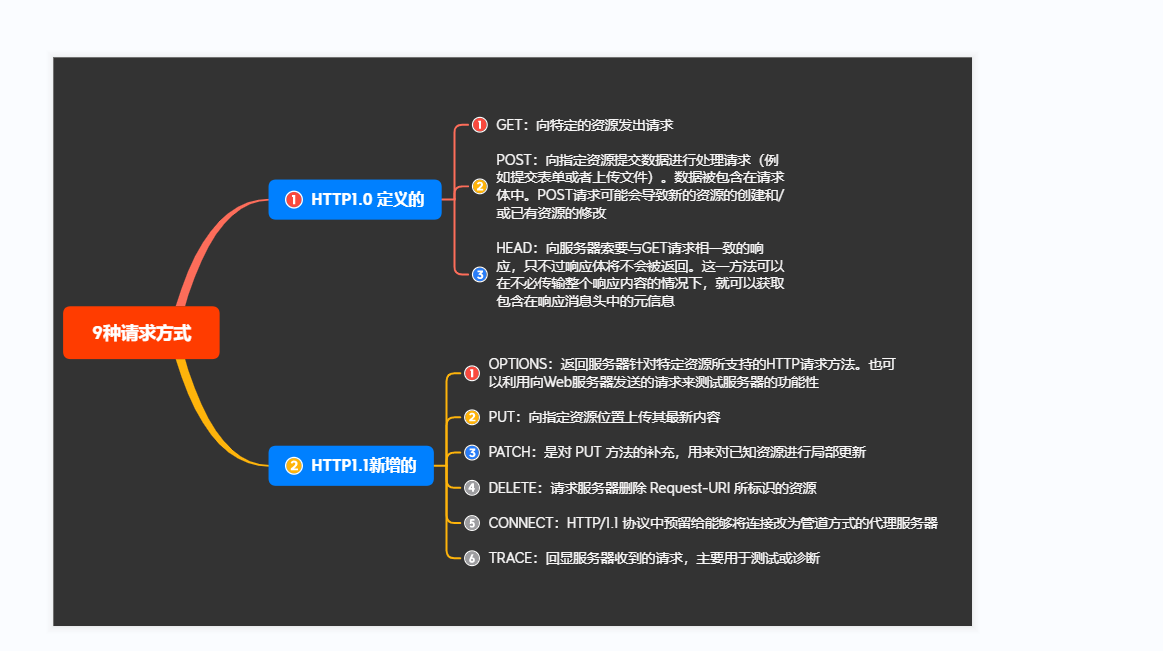 9种请求方式
1 HTTP1.0 定义的
1 GET：向特定的资源发出请求
2 POST：向指定资源提交数据进行处理请求（例
如提交表单或者上传文件）。数据被包含在请求
体中。POST请求可能会导致新的资源的创建和/
或已有资源的修改
3 HEAD：向服务器索要与GET请求相一致的响
应，只不过响应体将不会被返回。这一方法可以
在不必传输整个响应内容的情况下，就可以获取
包含在响应消息头中的元信息
2 HTTP1.1新增的
1 OPTIONS：返回服务器针对特定资源所支持的HTTP请求方法。也可
以利用向Web服务器发送的请求来测试服务器的功能性
2 PUT：向指定资源位置上传其最新内容
3 PATCH：是对 PUT 方法的补充，用来对已知资源进行局部更新
4 DELETE：请求服务器删除 Request-URI 所标识的资源
5 CONNECT：HTTP/1.1 协议中预留给能够将连接改为管道方式的代理服务器
6 TRACE：回显服务器收到的请求，主要用于测试或诊断